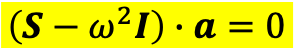 (S − ω²I) · a = 0